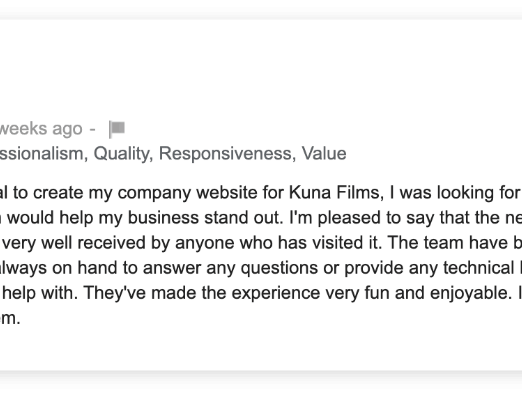 weeks ago -
ssionalism, Quality, Responsiveness, Value
al to create my company website for Kuna Films, I was looking for
would help my business stand out. I'm pleased to say that the ne
very well received by anyone who has visited it. The team have b
always on hand to answer any questions or provide any technical
help with. They've made the experience very fun and enjoyable. I
em.